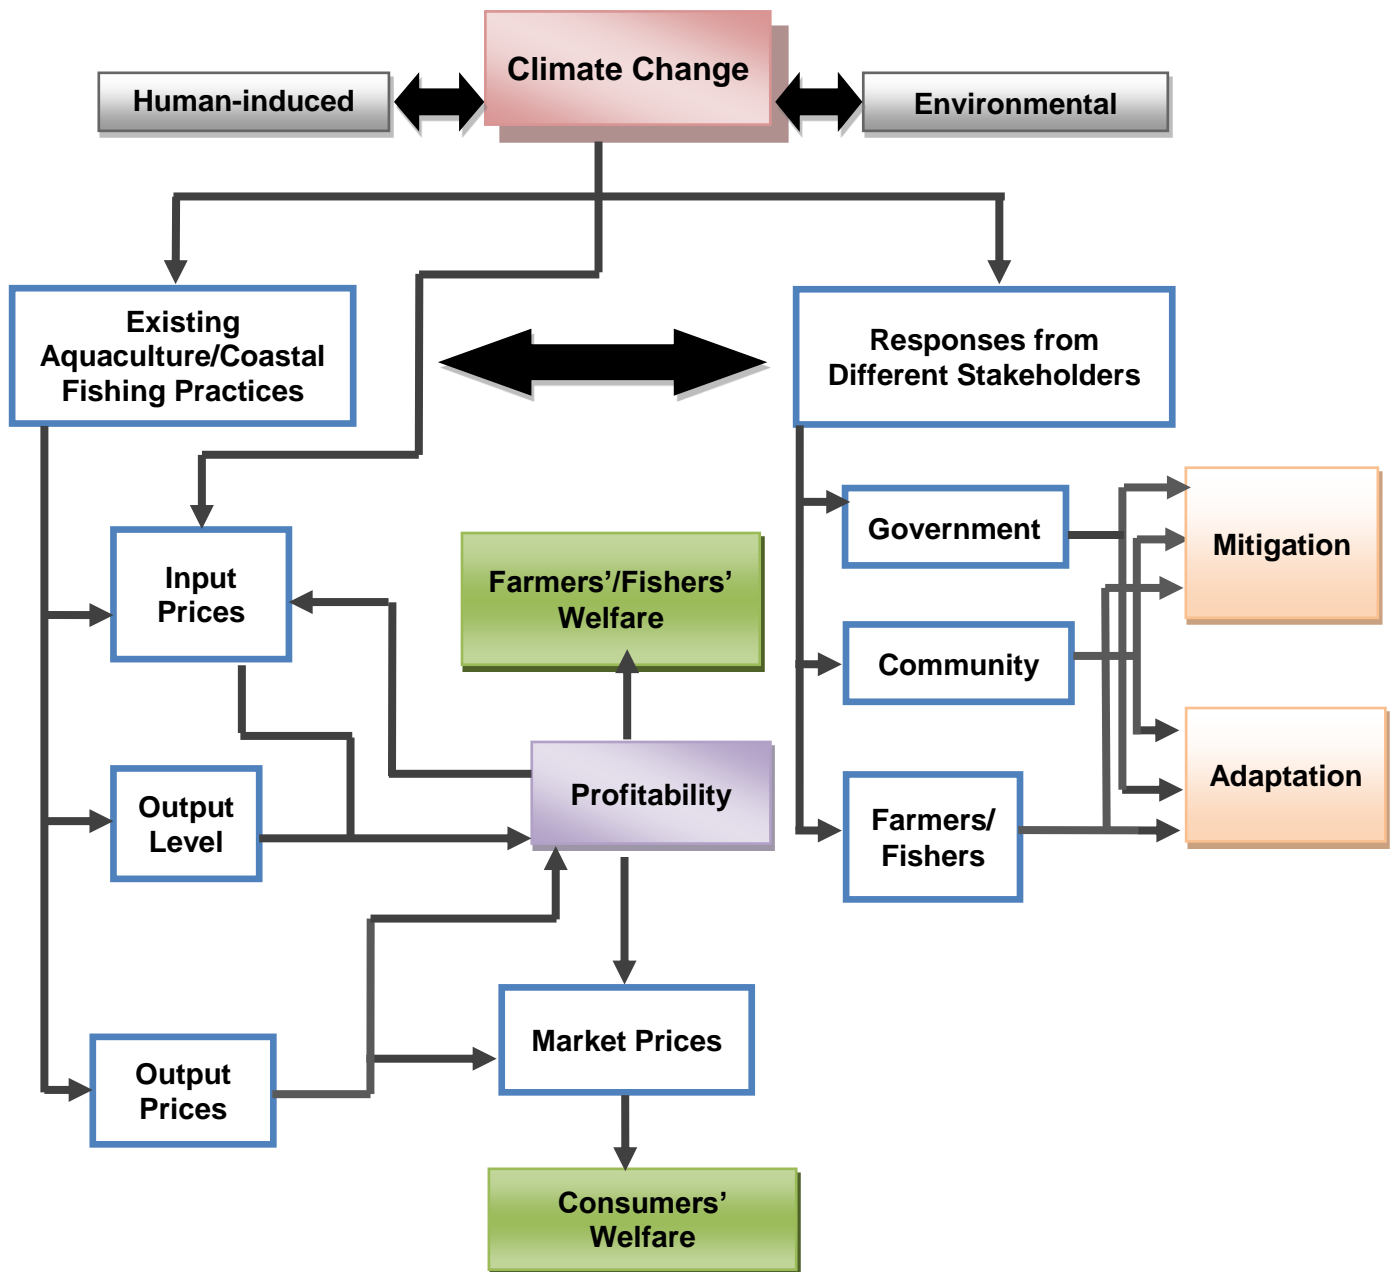 Climate Change
Human-induced
Environmental
Existing
Aquaculture/Coastal
Fishing Practices
Responses from
Different Stakeholders
Government
Mitigation
Input
Prices
Farmers’/Fishers’
Welfare
Community
Output
Level
Profitability
Farmers/
Fishers
Adaptation
Market Prices
Output
Prices
Consumers’
Welfare